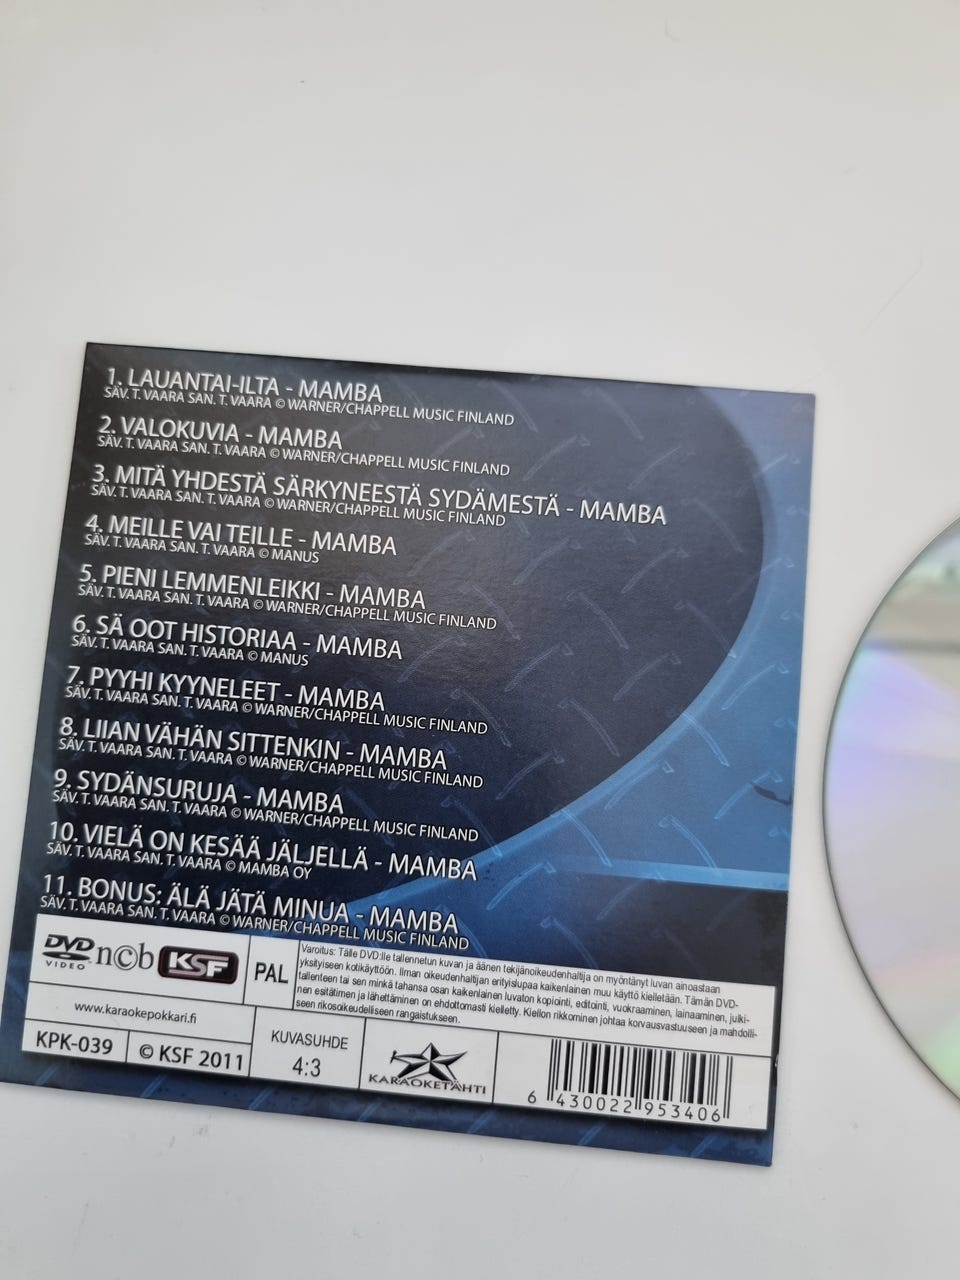 1. LAUANTAI-ILTA - MAMBA
SÄV. T. VAARA SAN. T. VAARA © WARNER/CHAPPELL MUSIC FINLAND
2. VALOKUVIA - MAMBA
SÄV. T. VAARA SAN. T. VAARA © WARNER/CHAPPELL MUSIC FINLAND
3. MITÄ YHDESTÄ SÄRKYNEESTÄ SYDÄMESTÄ - MAMBA
SÄV. T. VAARA SAN. T. VAARA © WARNER/CHAPPELL MUSIC FINLAND
4. MEILLE VAI TEILLE - MAMBA
SÄV. T. VAARA SAN. T. VAARA © MANUS
5. PIENI LEMMENLEIKKI - MAMBA
SÄV. T. VAARA SAN. T. VAARA © WARNER/CHAPPELL MUSIC FINLAND
6. SÄ OOT HISTORIAA - MAMBA
SÄV. T. VAARA SAN. T. VAARA © MANUS
7. PYYHI KYYNELEET - MAMBA
SÄV. T. VAARA SAN. T. VAARA © WARNER/CHAPPELL MUSIC FINLAND
8. LIIAN VÄHÄN SITTENKIN - MAMBA
SÄV. T. VAARA SAN. T. VAARA © WARNER/CHAPPELL MUSIC FINLAND
9. SYDÄNSURUJA - MAMBA
SÄV. T. VAARA SAN. T. VAARA © WARNER/CHAPPELL MUSIC FINLAND
10. VIELÄ ON KESÄÄ JÄLJELLÄ - MAMBA
SÄV. T. VAARA SAN. T. VAARA © MAMBA OY
11. BONUS: ÄLÄ JÄTÄ MINUA - MAMBA
SÄV. T. VAARA SAN. T. VAARA © WARNER/CHAPPELL MUSIC FINLAND
DVD VIDEO n©b KSF
PAL
Varoitus: Tälle DVD:lle tallennetun kuvan ja äänen tekijänoikeudenhaltija on myöntänyt luvan ainoastaan
yksityiseen kotikäyttöön. Ilman oikeudenhaltijan erityislupaa kaikenlainen muu käyttö kielletään. Tämän DVD-
tallenteen tai sen minkä tahansa osan kaikenlainen luvaton kopiointi, editointi, vuokraaminen, lainaaminen, julki-
nen esitätimen ja lähettäminen on ehdottomasti kielletty. Kiellon rikkominen johtaa korvausvastuuseen ja mahdolli-
seen rikosoikeudelliseen rangaistukseen.
www.karaokepokkari.fi
KPK-039
© KSF 2011
KUVASUHDE
4:3
KARAOKETÄHTI
6 430022 953406